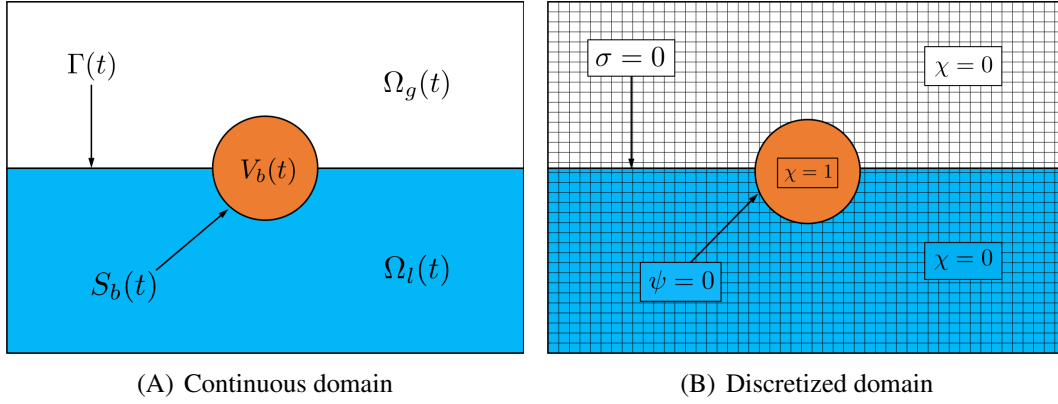 Γ(t)
Ω_g(t)
V_b(t)
S_b(t)
Ω_l(t)
(A) Continuous domain
σ = 0
χ = 0
χ = 1
ψ = 0
χ = 0
(B) Discretized domain